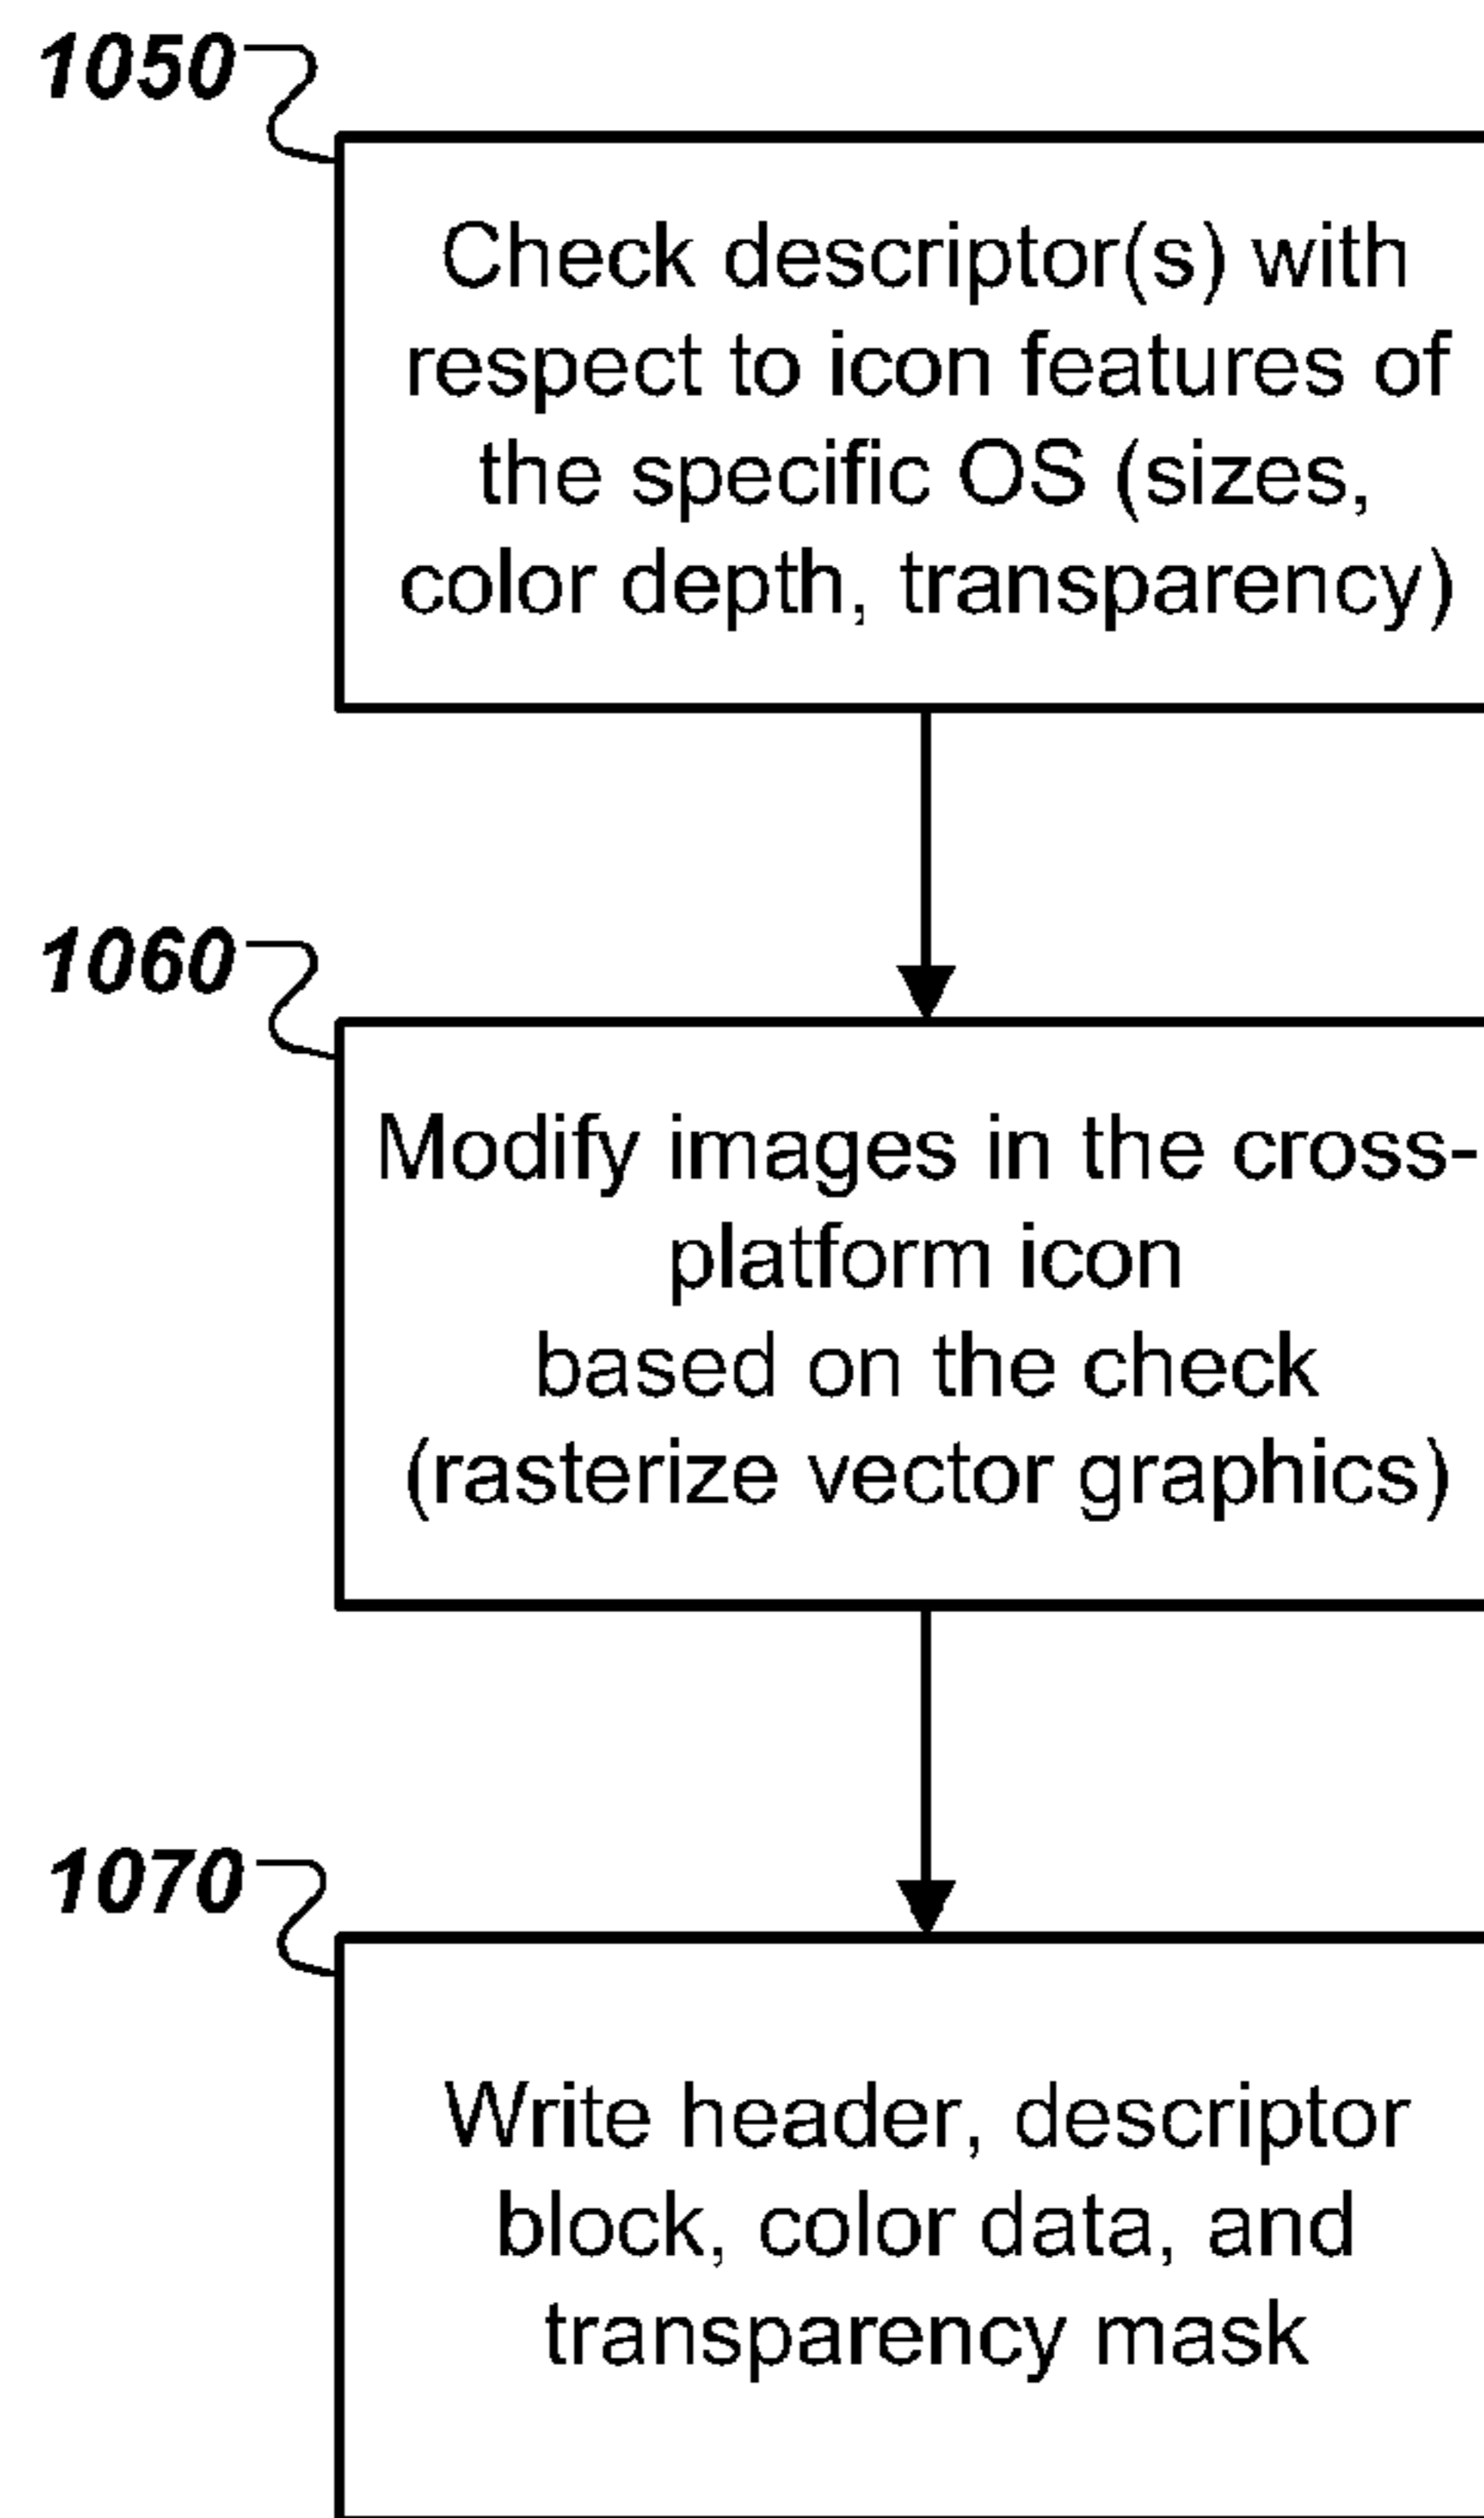 1050
Check descriptor(s) with
respect to icon features of
the specific OS (sizes,
color depth, transparency)
1060
Modify images in the cross-
platform icon
based on the check
(rasterize vector graphics)
1070
Write header, descriptor
block, color data, and
transparency mask